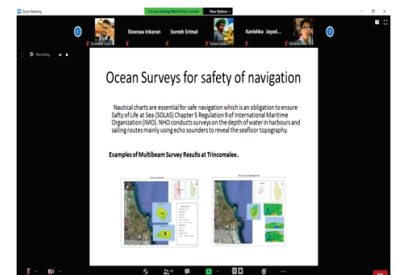 Zoom Meeting
View Options
Sivarasa Inkaran
Suresh Srimal
Kanishka Jayasi...
Recording...
Ocean Surveys for safety of navigation
Nautical charts are essential for safe navigation which is an obligation to ensure
Safty of Life at Sea (SOLAS) Chapter 5 Regulation 9 of International Maritime
Organization (IMO). NHO conducts surveys on the depth of water in harbours and
sailing routes mainly using echo sounders to reveal the seafloor topography.
Examples of Multibeam Survey Results at Trincomalee.